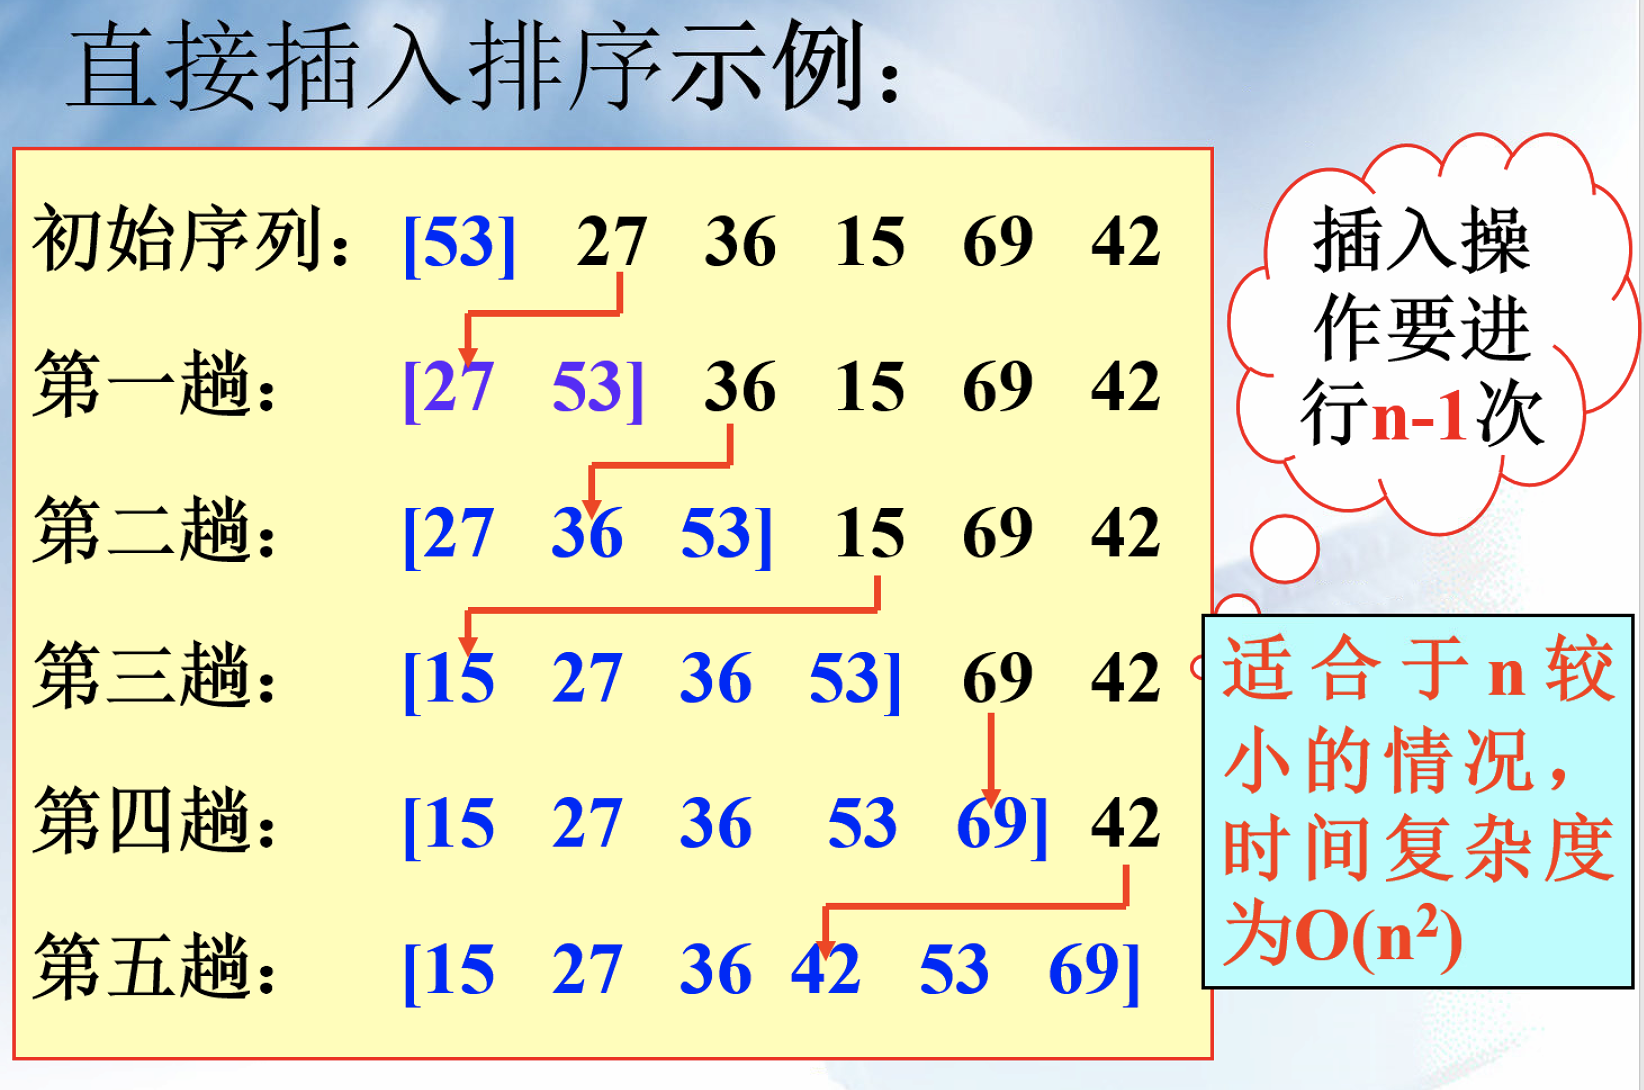 直接插入排序示例：
初始序列： [53] 27 36 15 69 42
第一趟： [27 53] 36 15 69 42
第二趟： [27 36 53] 15 69 42
第三趟： [15 27 36 53] 69 42
第四趟： [15 27 36 53 69] 42
第五趟： [15 27 36 42 53 69]
插入操
作要进
行n-1次
适合于n较
小的情况，
时间复杂度
为O(n²)